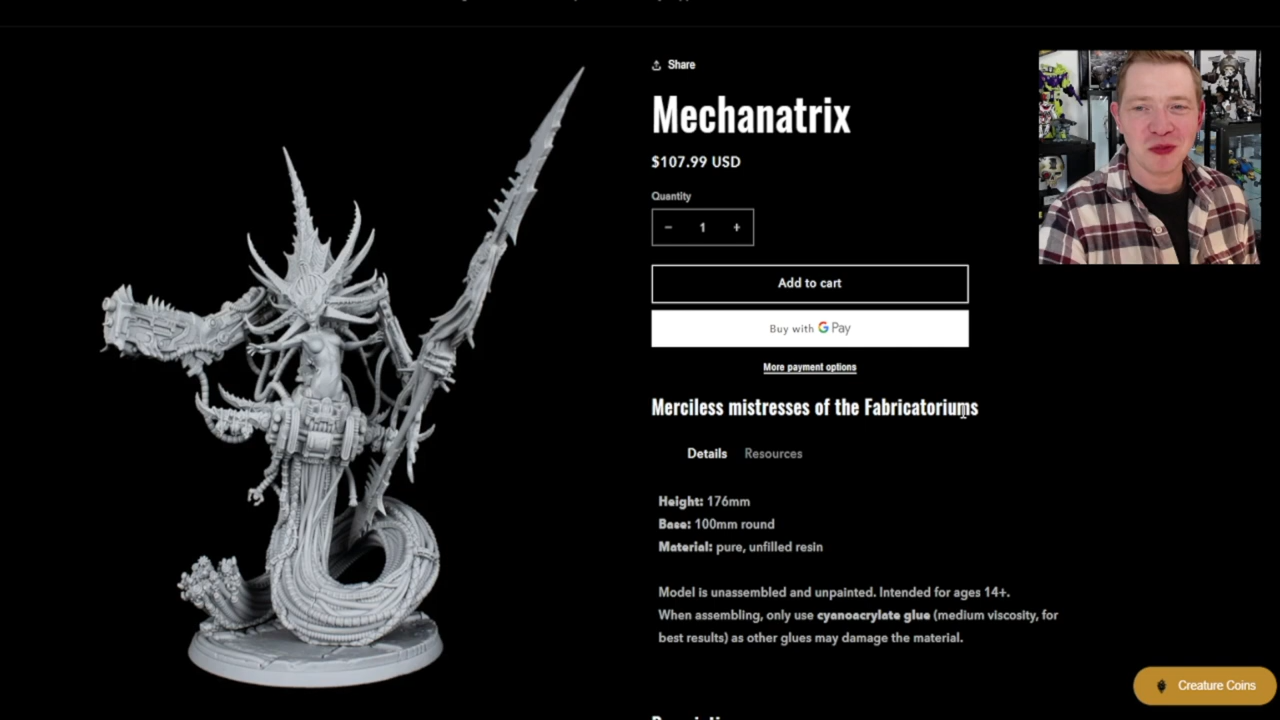 Share
Mechanatrix
$107.99 USD
Quantity
− 1 +
Add to cart
Buy with G Pay
More payment options
Merciless mistresses of the Fabricatoriums
Details Resources
Height: 176mm
Base: 100mm round
Material: pure, unfilled resin
Model is unassembled and unpainted. Intended for ages 14+.
When assembling, only use cyanoacrylate glue (medium viscosity, for
best results) as other glues may damage the material.
Creature Coins